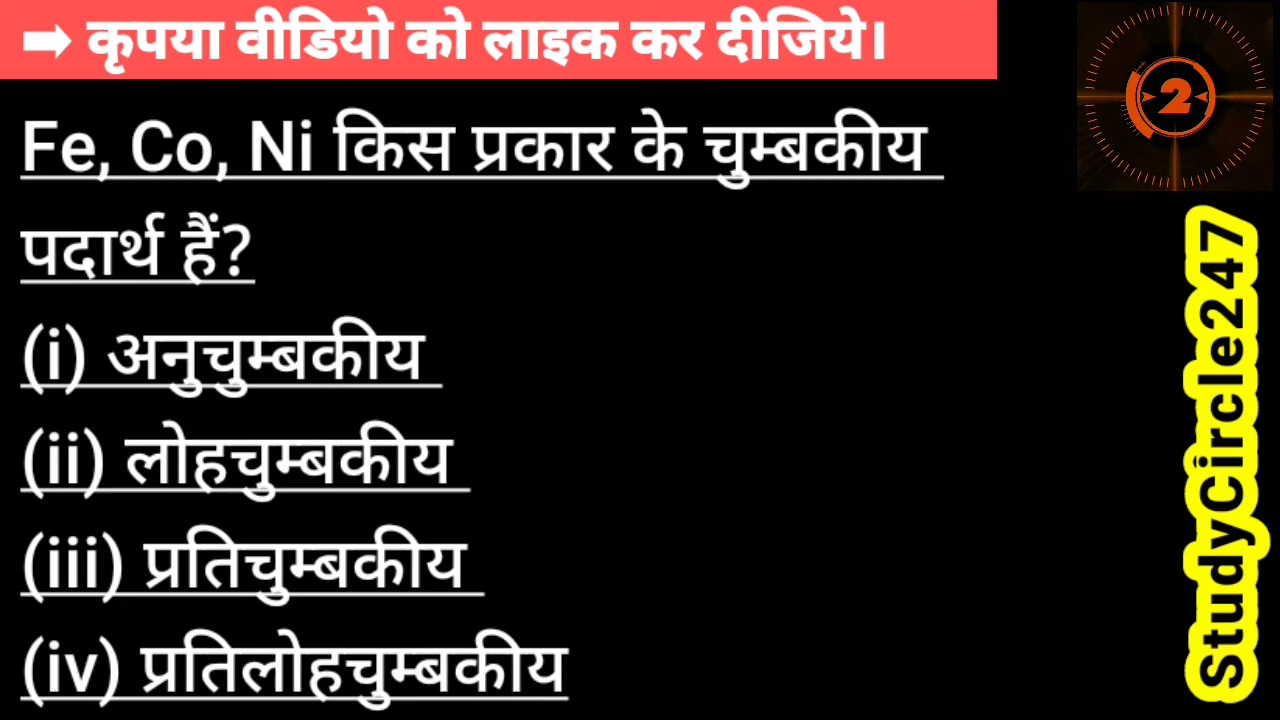 ➡ कृपया वीडियो को लाइक कर दीजिये।
2
Fe, Co, Ni किस प्रकार के चुम्बकीय
पदार्थ हैं?
(i) अनुचुम्बकीय
(ii) लोहचुम्बकीय
(iii) प्रतिचुम्बकीय
(iv) प्रतिलोहचुम्बकीय
StudyCircle247